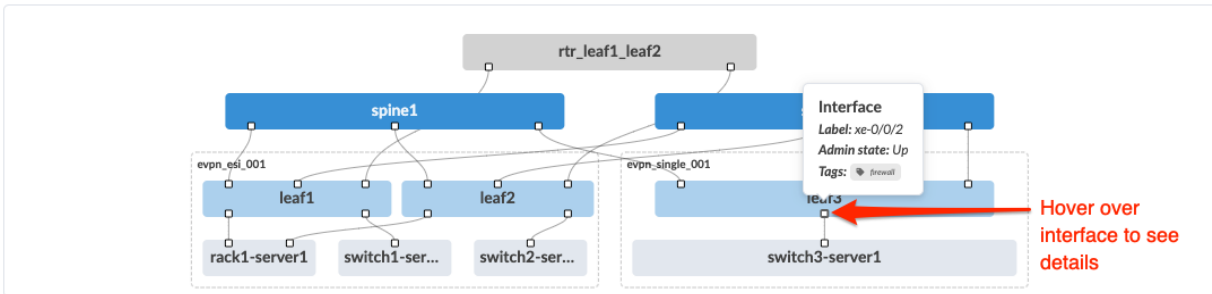 rtr_leaf1_leaf2
spine1
s
Interface
Label: xe-0/0/2
Admin state: Up
Tags: firewall
evpn_esi_001
evpn_single_001
leaf1
leaf2
leaf3
Hover over
interface to see
details
rack1-server1
switch1-ser...
switch2-ser...
switch3-server1